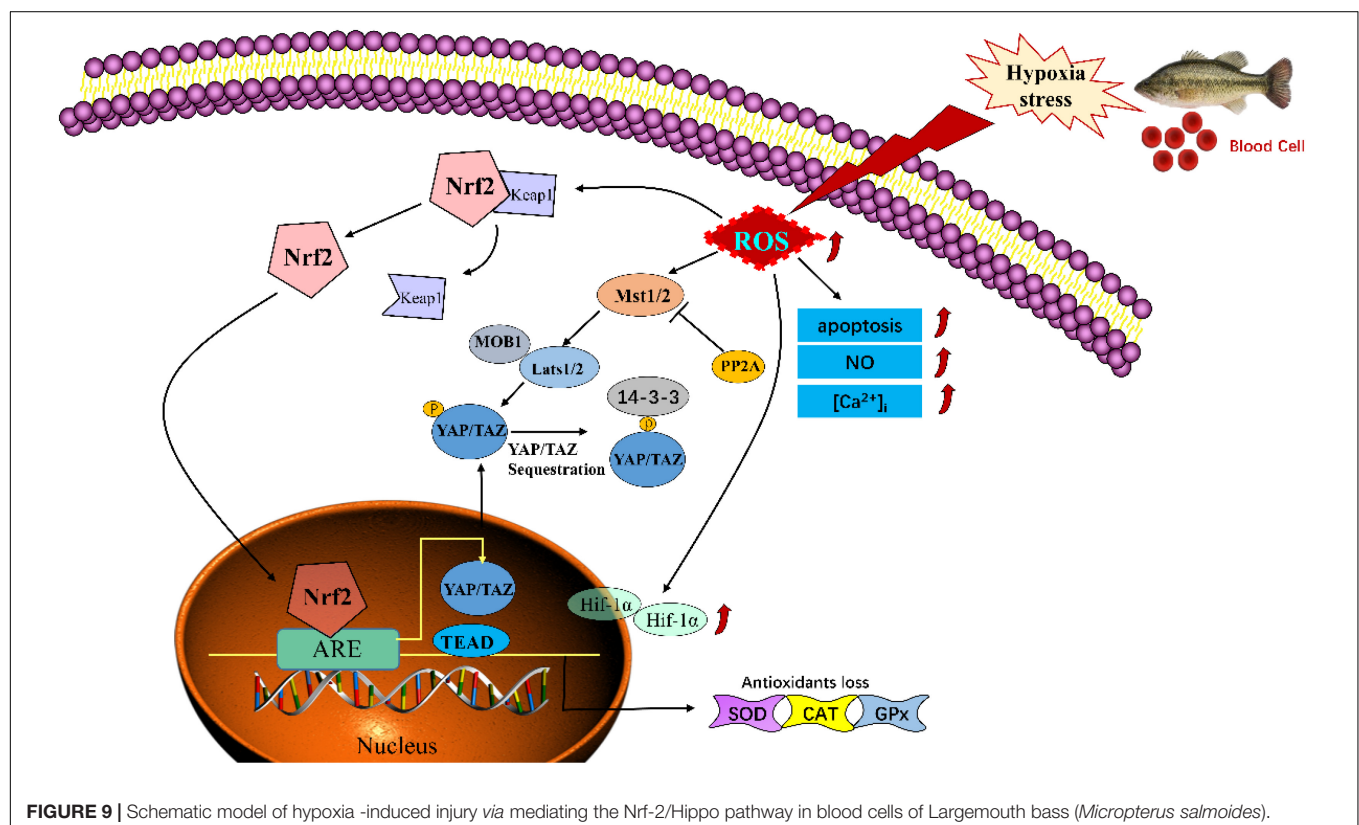 Hypoxia
stress
Blood Cell
Nrf2
Keap1
Nrf2
Keap1
ROS
Mst1/2
MOB1
Lats1/2
PP2A
apoptosis
NO
[Ca²⁺]ᵢ
P
YAP/TAZ
YAP/TAZ
Sequestration
14-3-3
p
YAP/TAZ
Nrf2
ARE
YAP/TAZ
TEAD
Hif-1α
Hif-1α
Nucleus
Antioxidants loss
SOD CAT GPx
FIGURE 9 | Schematic model of hypoxia -induced injury via mediating the Nrf-2/Hippo pathway in blood cells of Largemouth bass (Micropterus salmoides).